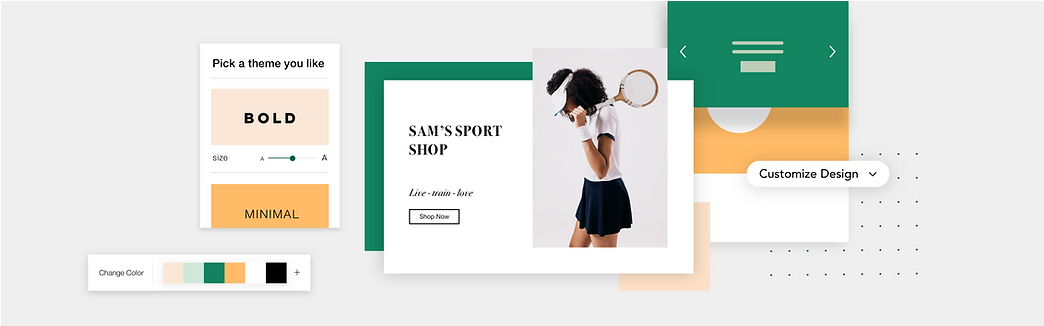 Pick a theme you like
BOLD
size A A
MINIMAL
Change Color +
SAM'S SPORT
SHOP
Live - train - love
Shop Now
Customize Design